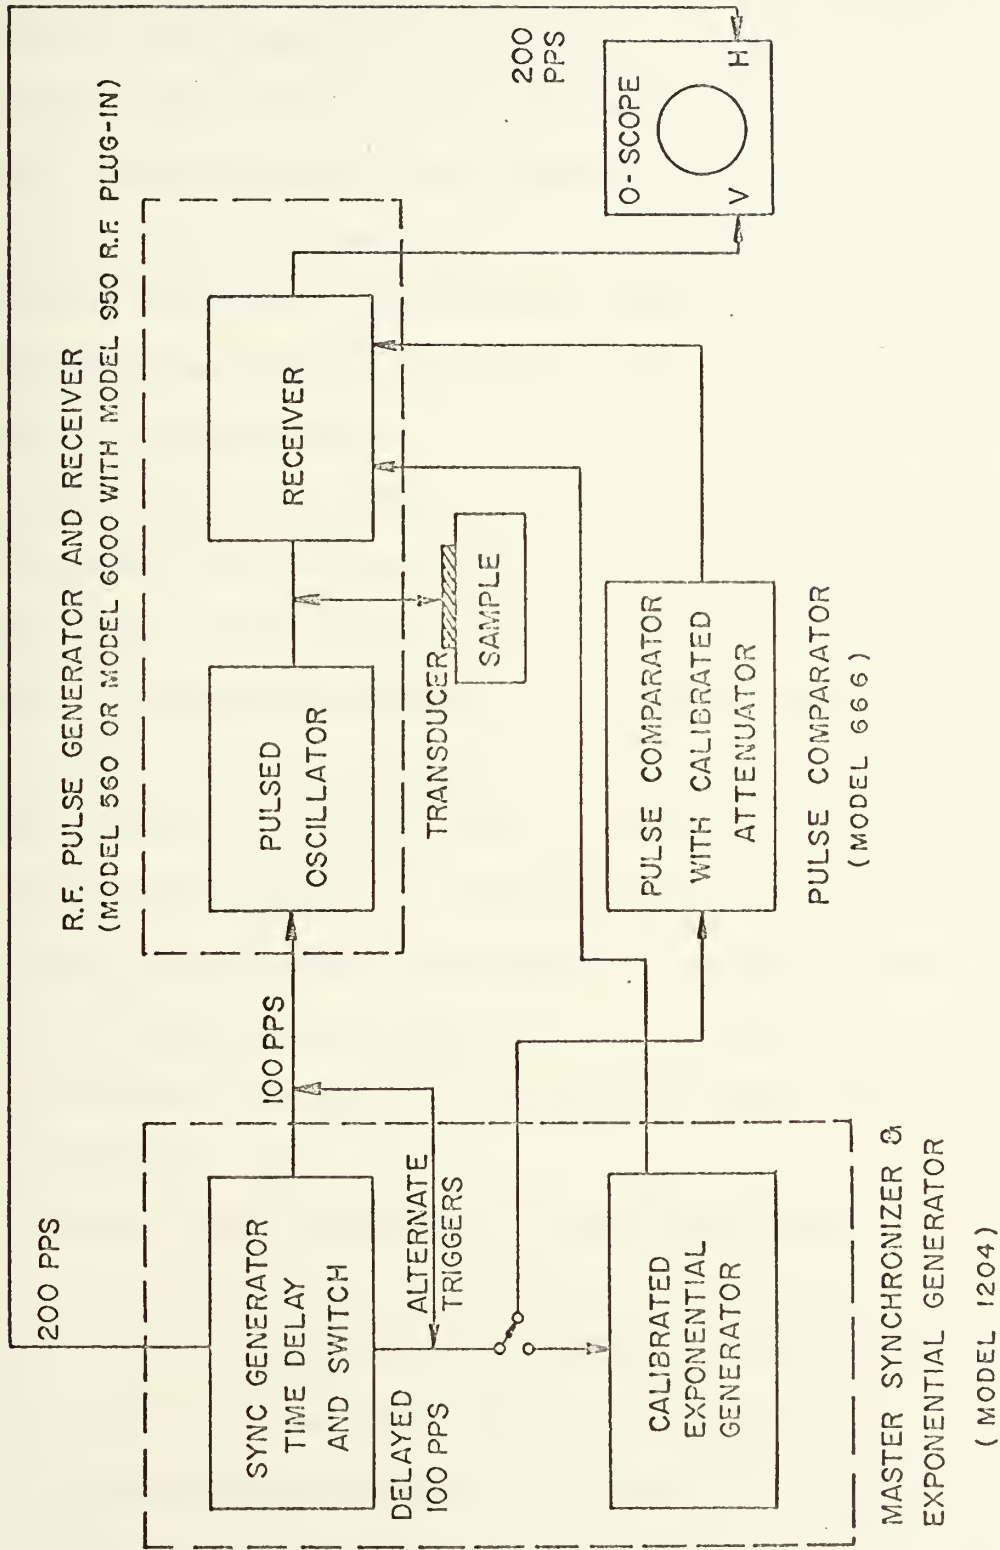 R.F. PULSE GENERATOR AND RECEIVER
(MODEL 560 OR MODEL 6000 WITH MODEL 950 R.F. PLUG-IN)
200 PPS
SYNC GENERATOR
TIME DELAY
AND SWITCH
100 PPS
PULSED
OSCILLATOR
RECEIVER
DELAYED
100 PPS
ALTERNATE
TRIGGERS
TRANSDUCER
SAMPLE
200
PPS
O-SCOPE
V
H
CALIBRATED
EXPONENTIAL
GENERATOR
PULSE COMPARATOR
WITH CALIBRATED
ATTENUATOR
PULSE COMPARATOR
(MODEL 666)
MASTER SYNCHRONIZER &
EXPONENTIAL GENERATOR
(MODEL 1204)